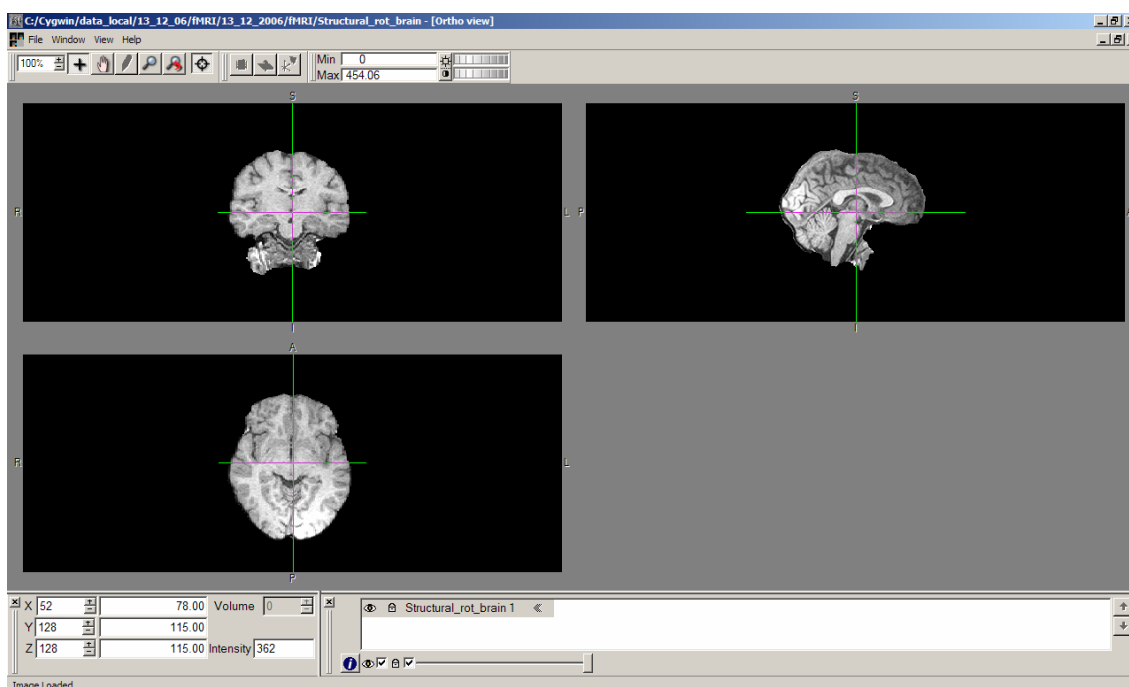 C:/Cygwin/data_local/13_12_06/fMRI/13_12_2006/fMRI/Structural_rot_brain - [Ortho view]
File Window View Help
100% Min 0
Max 454.06
S S
R L P A
I I
A
R L
P
X 52 78.00 Volume 0
Y 128 115.00
Z 128 115.00 Intensity 362
Structural_rot_brain 1
Image Loaded